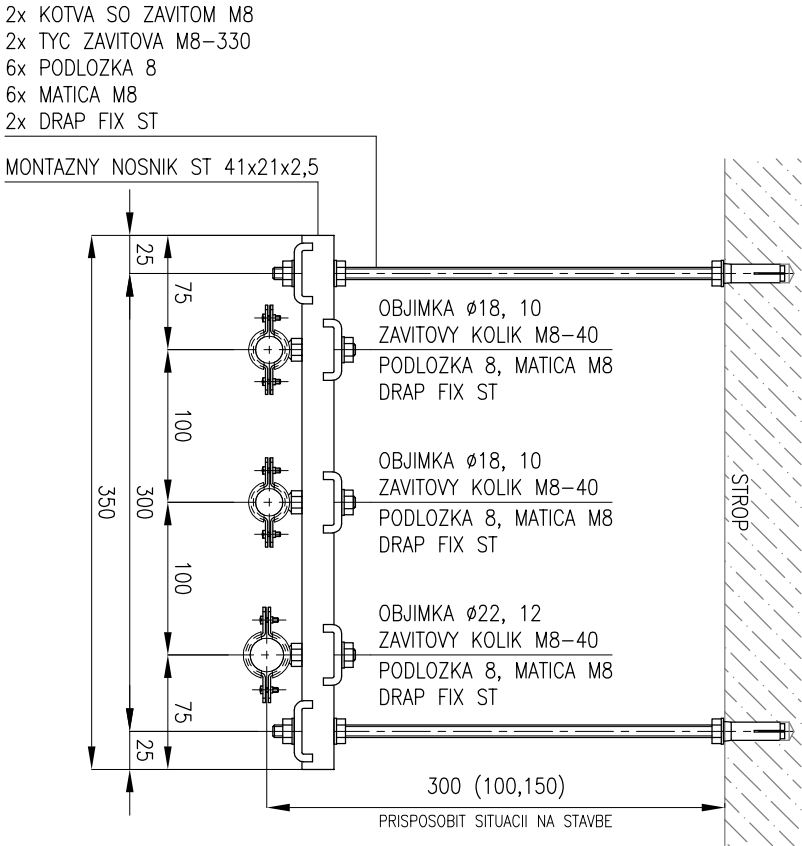 2x KOTVA SO ZAVITOM M8
2x TYC ZAVITOVA M8-330
6x PODLOZKA 8
6x MATICA M8
2x DRAP FIX ST
MONTAZNY NOSNIK ST 41x21x2,5
25
75
OBJIMKA ø18, 10
ZAVITOVY KOLIK M8-40
PODLOZKA 8, MATICA M8
DRAP FIX ST
100
OBJIMKA ø18, 10
ZAVITOVY KOLIK M8-40
PODLOZKA 8, MATICA M8
DRAP FIX ST
350
300
STROP
100
OBJIMKA ø22, 12
ZAVITOVY KOLIK M8-40
PODLOZKA 8, MATICA M8
DRAP FIX ST
75
25
300 (100,150)
PRISPOSOBIT SITUACII NA STAVBE